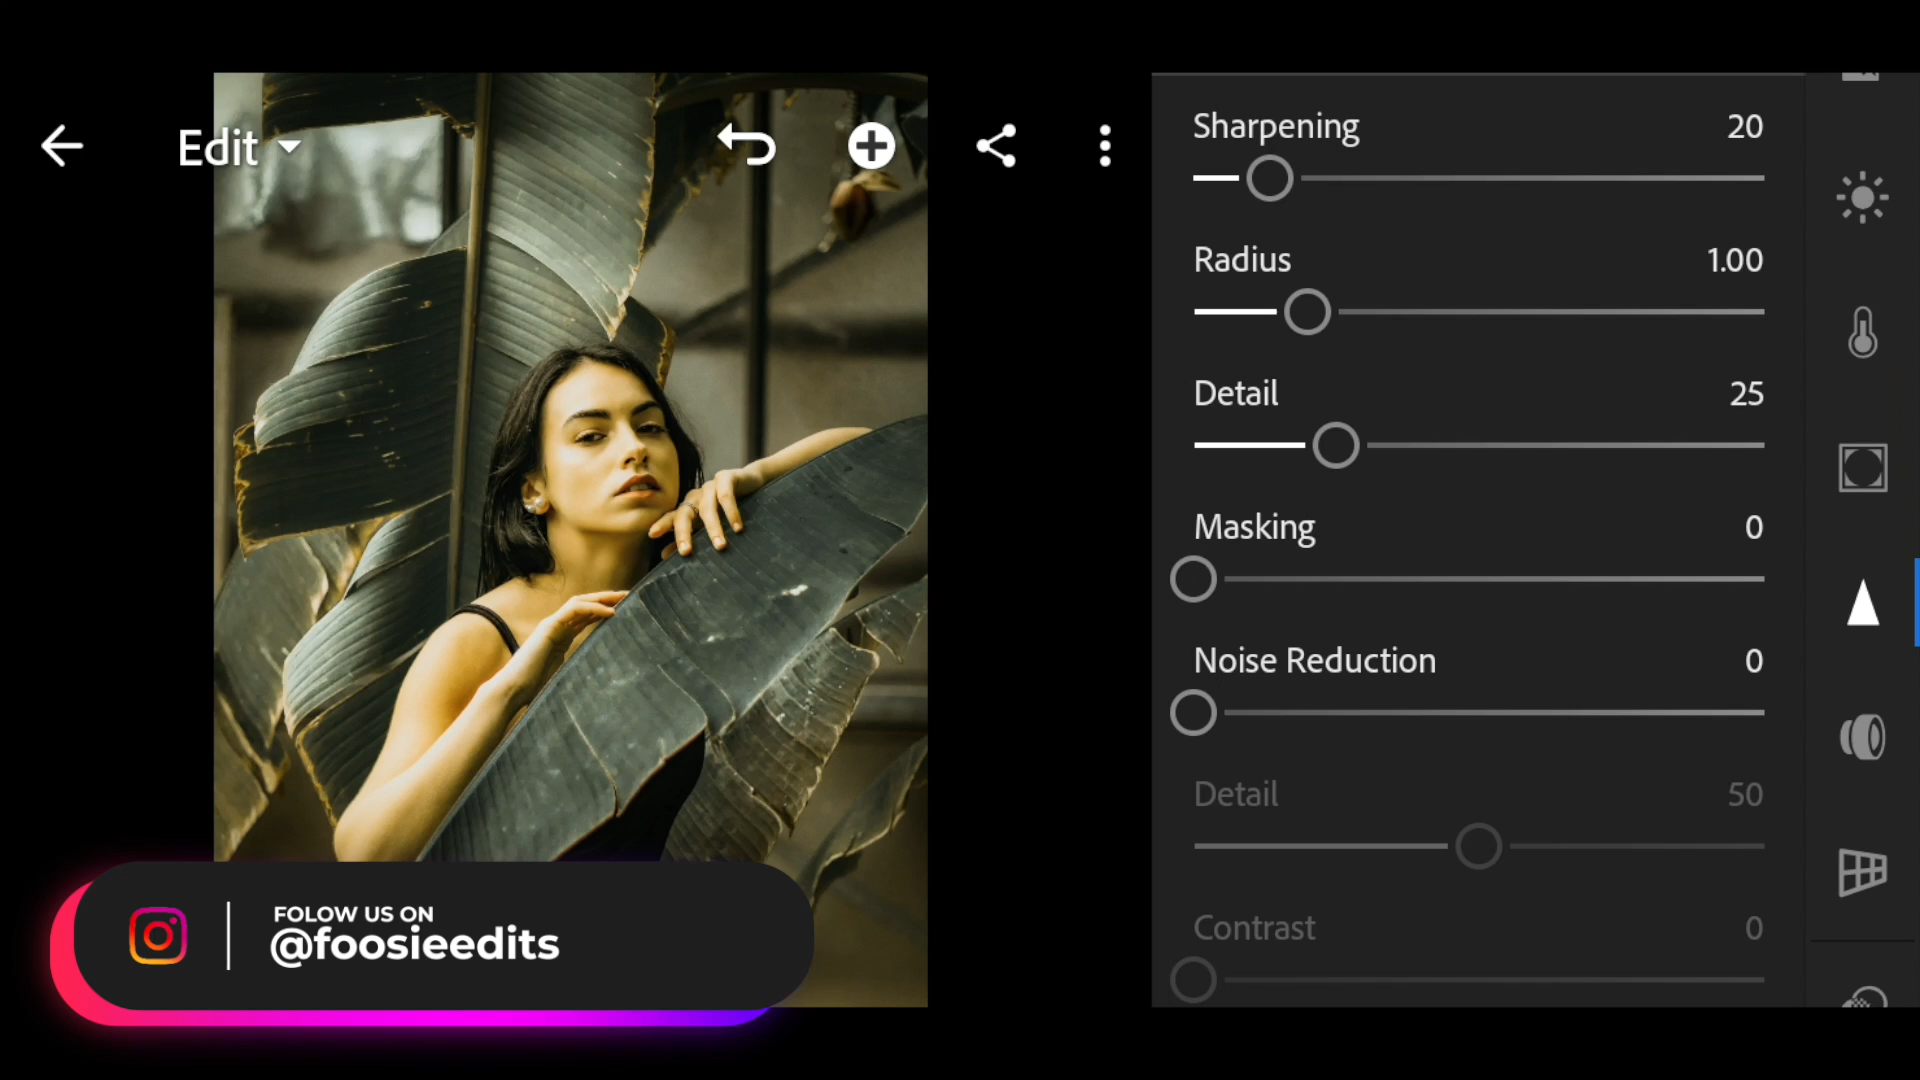 Edit
Sharpening 20
Radius 1.00
Detail 25
Masking 0
Noise Reduction 0
Detail 50
Contrast 0
FOLOW US ON
@foosieedits